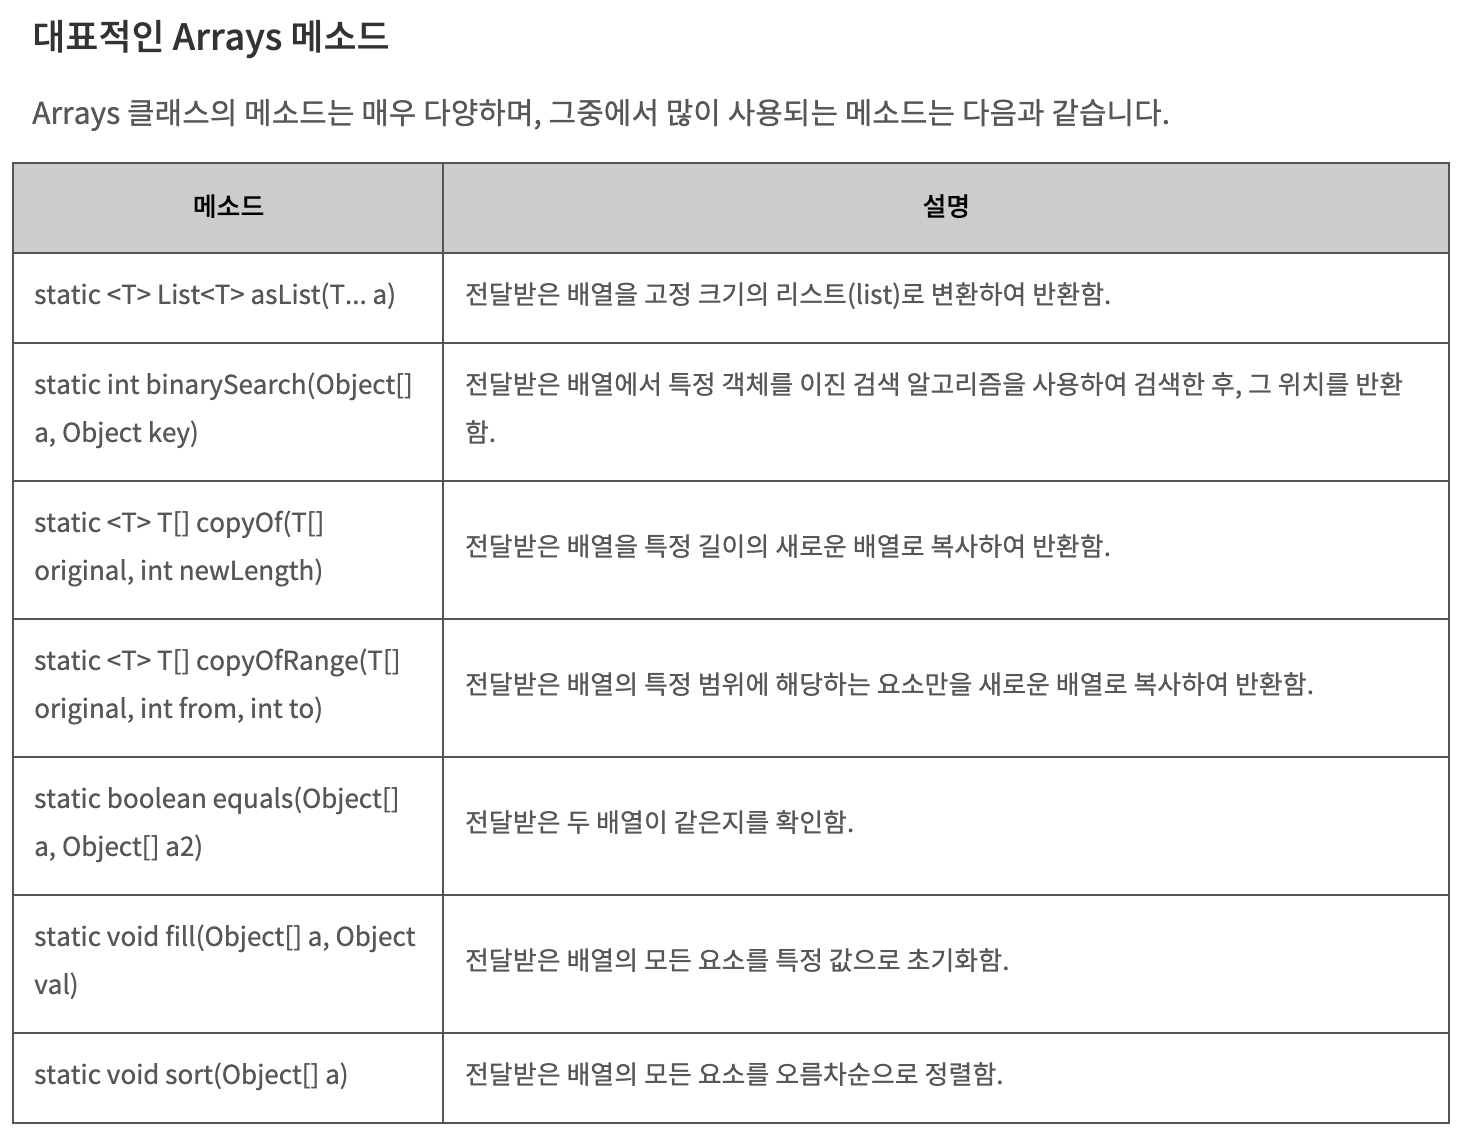 대표적인 Arrays 메소드
Arrays 클래스의 메소드는 매우 다양하며, 그중에서 많이 사용되는 메소드는 다음과 같습니다.
메소드
설명
static <T> List<T> asList(T... a)
전달받은 배열을 고정 크기의 리스트(list)로 변환하여 반환함.
static int binarySearch(Object[]
a, Object key)
전달받은 배열에서 특정 객체를 이진 검색 알고리즘을 사용하여 검색한 후, 그 위치를 반환
함.
static <T> T[] copyOf(T[]
original, int newLength)
전달받은 배열을 특정 길이의 새로운 배열로 복사하여 반환함.
static <T> T[] copyOfRange(T[]
original, int from, int to)
전달받은 배열의 특정 범위에 해당하는 요소만을 새로운 배열로 복사하여 반환함.
static boolean equals(Object[]
a, Object[] a2)
전달받은 두 배열이 같은지를 확인함.
static void fill(Object[] a, Object
val)
전달받은 배열의 모든 요소를 특정 값으로 초기화함.
static void sort(Object[] a)
전달받은 배열의 모든 요소를 오름차순으로 정렬함.